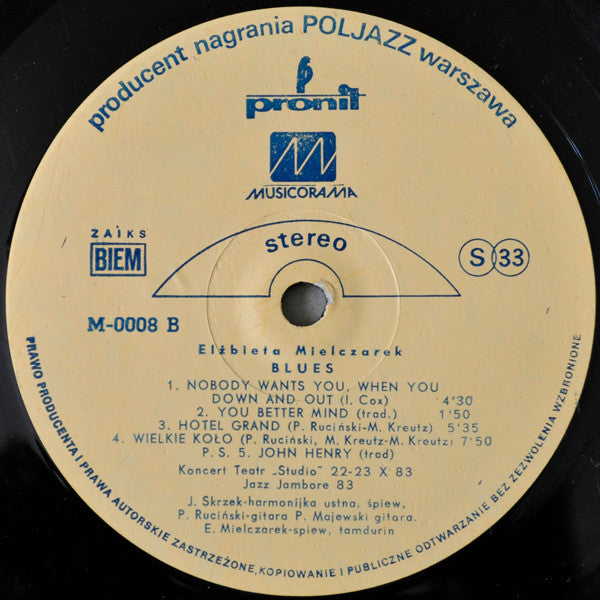 producent nagrania POLJAZZ warszawa
pronit
MUSICORAMA
ZAiKS
BIEM
stereo
S 33
M-0008 B
Elżbieta Mielczarek
BLUES
1. NOBODY WANTS YOU, WHEN YOU
DOWN AND OUT (I. Cox) 4'30
2. YOU BETTER MIND (trad.) 1'50
3. HOTEL GRAND (P. Ruciński-M. Kreutz) 5'35
4. WIELKIE KOŁO (P. Ruciński, M. Kreutz-M. Kreutz) 7'50
P. S. 5. JOHN HENRY (trad)
Koncert Teatr „Studio" 22-23 X 83
Jazz Jambore 83
J. Skrzek-harmonijka ustna, śpiew,
P. Ruciński-gitara P. Majewski gitara.
E. Mielczarek-spiew, tamdurin
PRAWO PRODUCENTA I PRAWA AUTORSKIE ZASTRZEŻONE, KOPIOWANIE I PUBLICZNE ODTWARZANIE BEZ ZEZWOLENIA WZBRONIONE